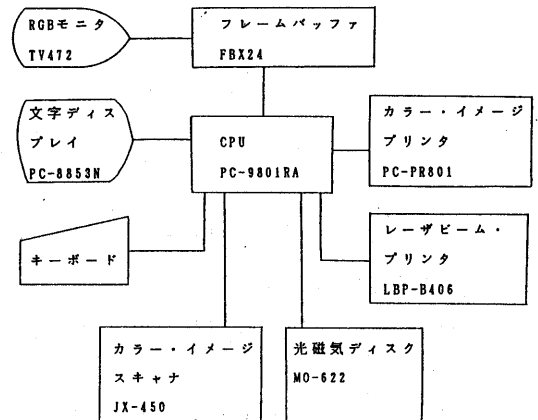 RGBモニタ
TV472
フレームバッファ
FBX24
文字ディス
プレイ
PC-8853N
CPU
PC-9801RA
カラー・イメージ
プリンタ
PC-PR801
キーボード
レーザビーム・
プリンタ
LBP-B406
カラー・イメージ
スキャナ
JX-450
光磁気ディスク
MO-622